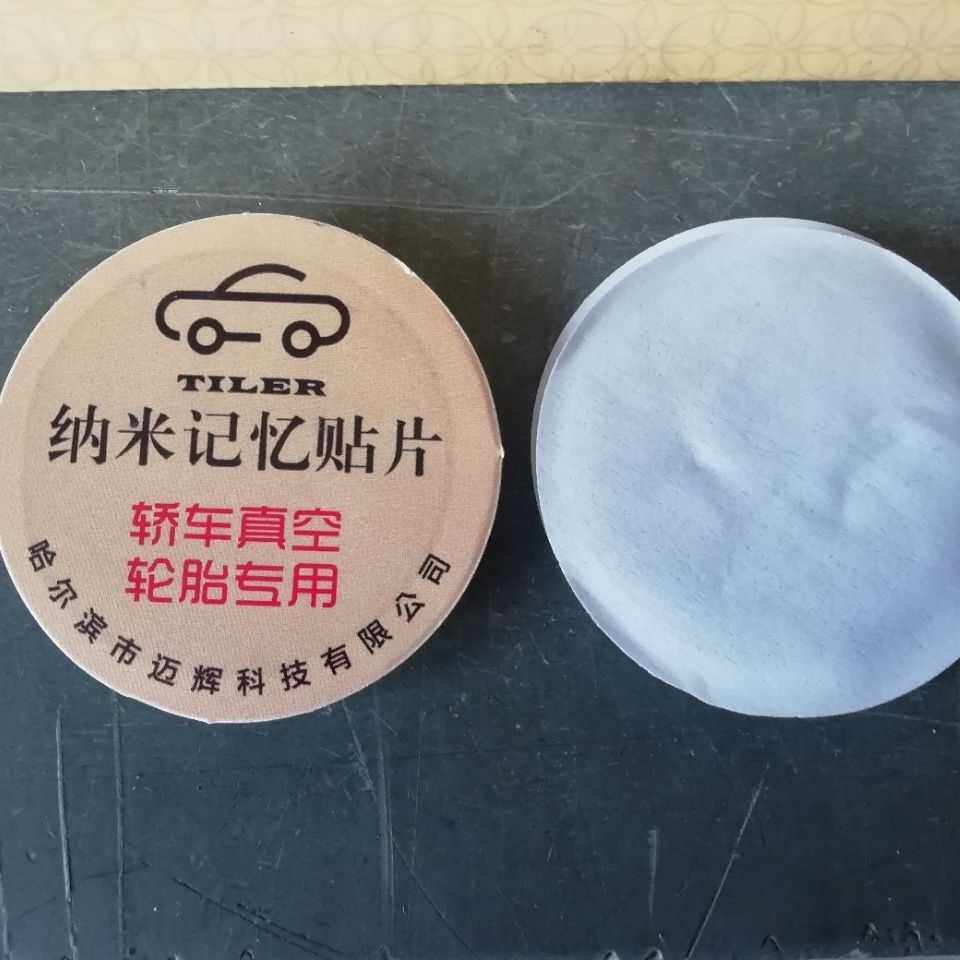 TILER
纳米记忆贴片
轿车真空
轮胎专用
哈尔滨市迈辉科技有限公司